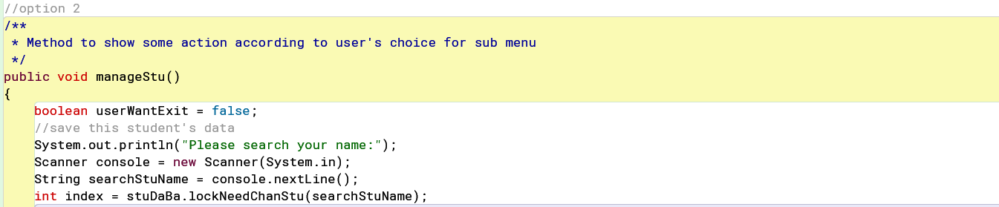 //option 2
/**
 * Method to show some action according to user's choice for sub menu
 */
public void manageStu()
{
    boolean userWantExit = false;
    //save this student's data
    System.out.println("Please search your name:");
    Scanner console = new Scanner(System.in);
    String searchStuName = console.nextLine();
    int index = stuDaBa.lockNeedChanStu(searchStuName);